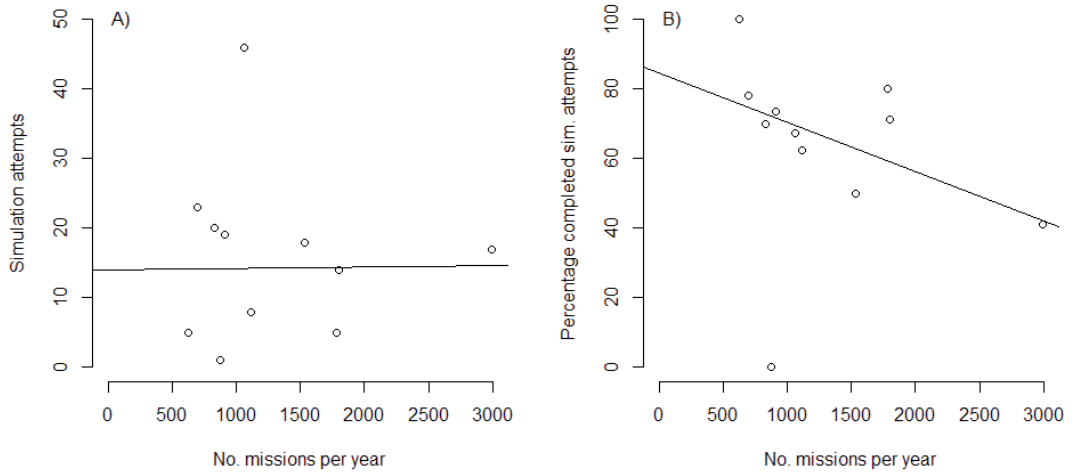 A)
Simulation attempts
50
40
30
20
10
0
0 500 1000 1500 2000 2500 3000
No. missions per year
B)
Percentage completed sim. attempts
100
80
60
40
20
0
0 500 1000 1500 2000 2500 3000
No. missions per year